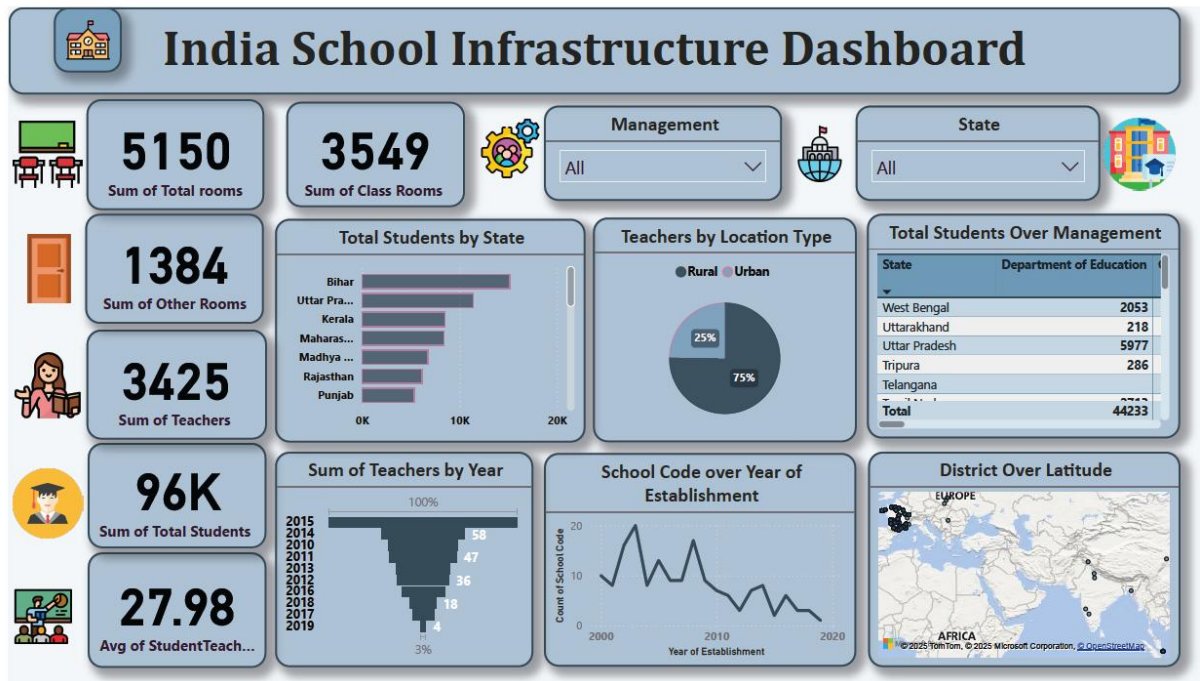 India School Infrastructure Dashboard
5150
Sum of Total rooms
3549
Sum of Class Rooms
Management
All
State
All
1384
Sum of Other Rooms
3425
Sum of Teachers
96K
Sum of Total Students
27.98
Avg of StudentTeach...
Total Students by State
Bihar
Uttar Pra...
Kerala
Maharas...
Madhya ...
Rajasthan
Punjab
0K 10K 20K
Teachers by Location Type
Rural Urban
25%
75%
Total Students Over Management
State Department of Education
West Bengal 2053
Uttarakhand 218
Uttar Pradesh 5977
Tripura 286
Telangana
Total 44233
Sum of Teachers by Year
100%
2015
2014 58
2010
2011 47
2013
2012 36
2016
2018 18
2017
2019 4
3%
School Code over Year of
Establishment
Count of School Code
20
10
0
2000 2010 2020
Year of Establishment
District Over Latitude
EUROPE
AFRICA
© 2025 TomTom, © 2025 Microsoft Corporation, © OpenStreetMap